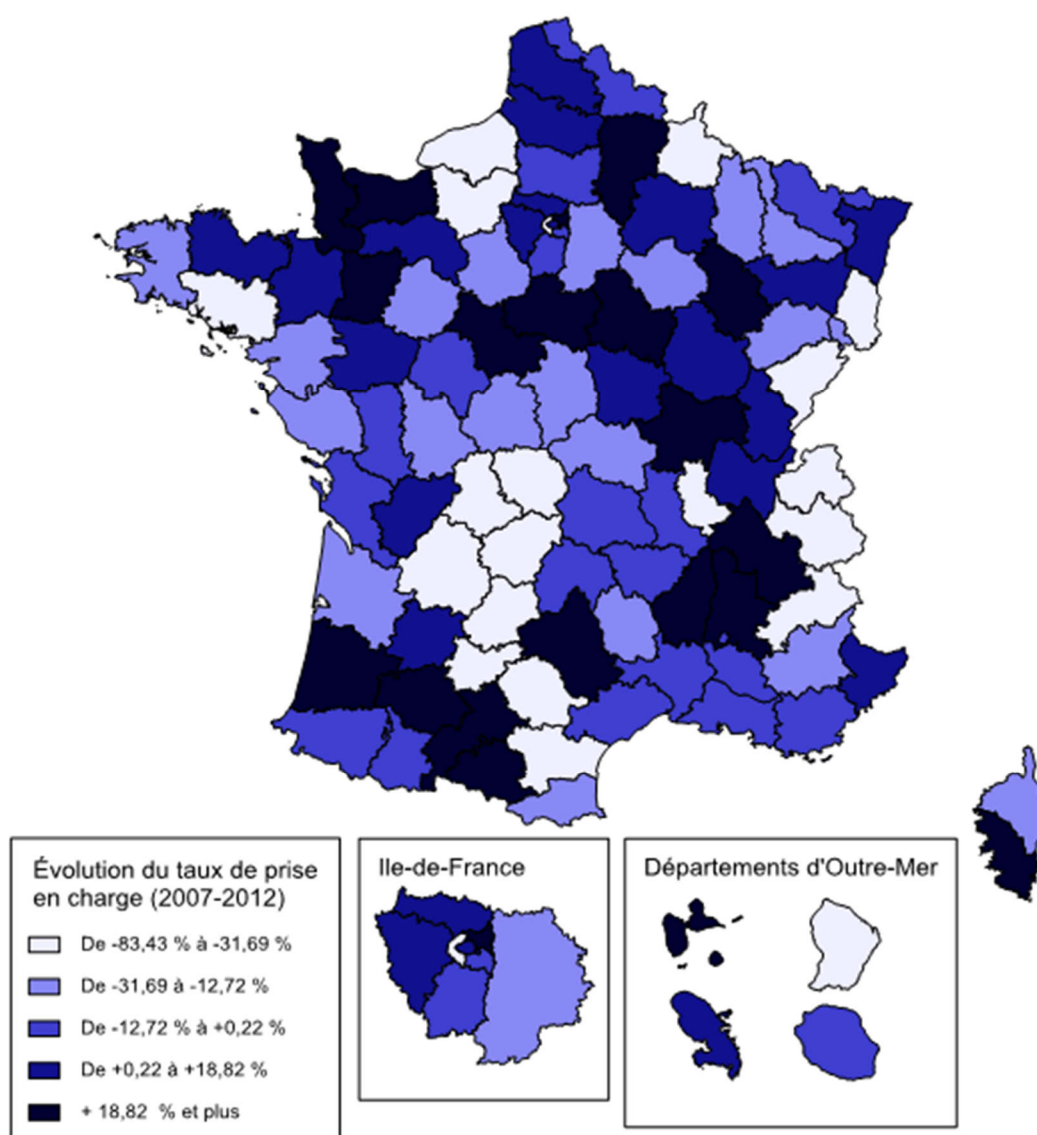 Évolution du taux de prise
en charge (2007-2012)
De -83,43 % à -31,69 %
De -31,69 à -12,72 %
De -12,72 % à +0,22 %
De +0,22 à +18,82 %
+ 18,82 % et plus
Ile-de-France
Départements d'Outre-Mer